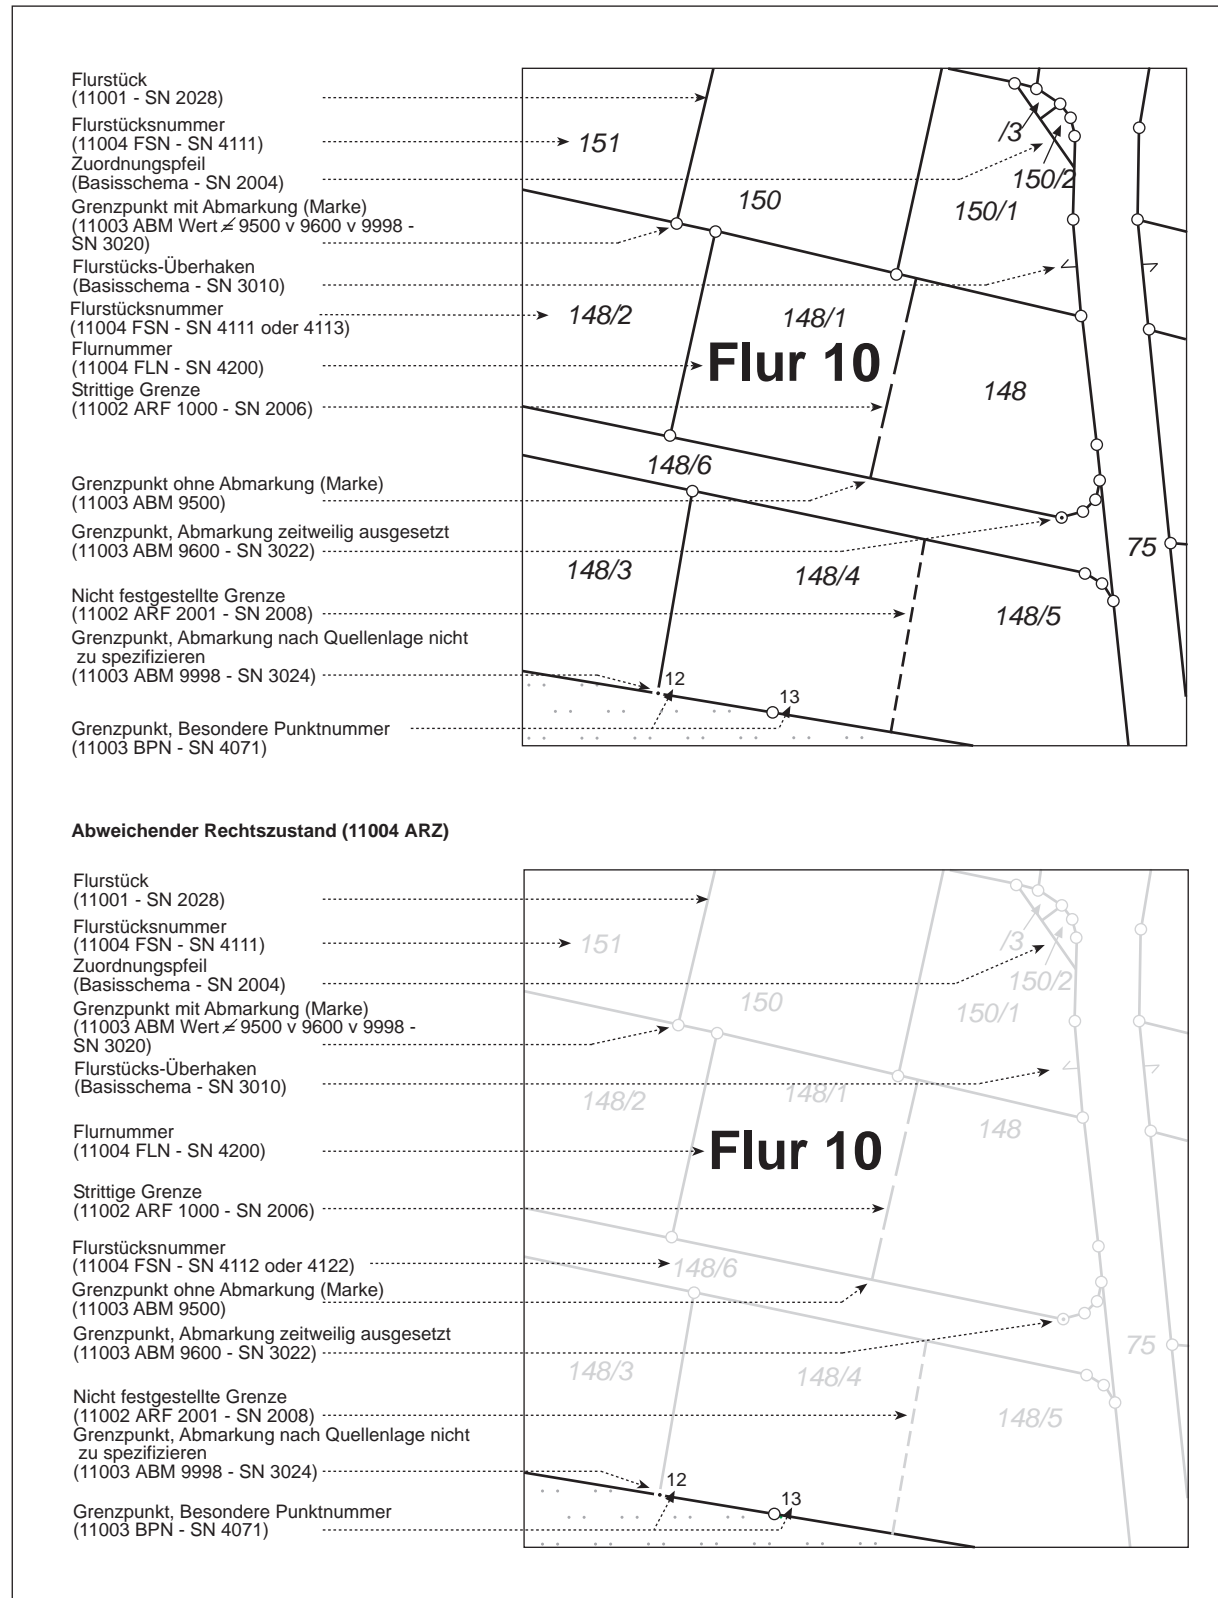 Flurstück
(11001 - SN 2028)
Flurstücksnummer
(11004 FSN - SN 4111)
Zuordnungspfeil
(Basisschema - SN 2004)
Grenzpunkt mit Abmarkung (Marke)
(11003 ABM Wert ≠ 9500 v 9600 v 9998 -
SN 3020)
Flurstücks-Überhaken
(Basisschema - SN 3010)
Flurstücksnummer
(11004 FSN - SN 4111 oder 4113)
Flurnummer
(11004 FLN - SN 4200)
Strittige Grenze
(11002 ARF 1000 - SN 2006)
Grenzpunkt ohne Abmarkung (Marke)
(11003 ABM 9500)
Grenzpunkt, Abmarkung zeitweilig ausgesetzt
(11003 ABM 9600 - SN 3022)
Nicht festgestellte Grenze
(11002 ARF 2001 - SN 2008)
Grenzpunkt, Abmarkung nach Quellenlage nicht
zu spezifizieren
(11003 ABM 9998 - SN 3024)
Grenzpunkt, Besondere Punktnummer
(11003 BPN - SN 4071)
151
/3
150/2
150
150/1
148/2
148/1
Flur 10
148
148/6
75
148/3
148/4
148/5
12
13
Abweichender Rechtszustand (11004 ARZ)
Flurstück
(11001 - SN 2028)
Flurstücksnummer
(11004 FSN - SN 4111)
Zuordnungspfeil
(Basisschema - SN 2004)
Grenzpunkt mit Abmarkung (Marke)
(11003 ABM Wert ≠ 9500 v 9600 v 9998 -
SN 3020)
Flurstücks-Überhaken
(Basisschema - SN 3010)
Flurnummer
(11004 FLN - SN 4200)
Strittige Grenze
(11002 ARF 1000 - SN 2006)
Flurstücksnummer
(11004 FSN - SN 4112 oder 4122)
Grenzpunkt ohne Abmarkung (Marke)
(11003 ABM 9500)
Grenzpunkt, Abmarkung zeitweilig ausgesetzt
(11003 ABM 9600 - SN 3022)
Nicht festgestellte Grenze
(11002 ARF 2001 - SN 2008)
Grenzpunkt, Abmarkung nach Quellenlage nicht
zu spezifizieren
(11003 ABM 9998 - SN 3024)
Grenzpunkt, Besondere Punktnummer
(11003 BPN - SN 4071)
151
/3
150/2
150
150/1
148/2
148/1
148
Flur 10
148/6
75
148/3
148/4
148/5
12
13